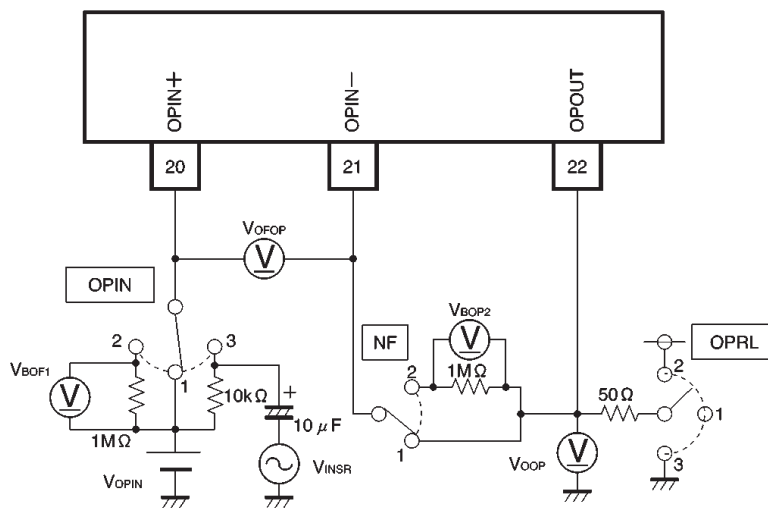 OPIN+
OPIN−
OPOUT
20
21
22
VOFOP
V
OPIN
VBOP2
V
NF
OPRL
2
3
2
2
VBOF1
V
1
10kΩ
+
1MΩ
50Ω
1
10 μF
1
1MΩ
VOOP
V
3
VOPIN
VINSR